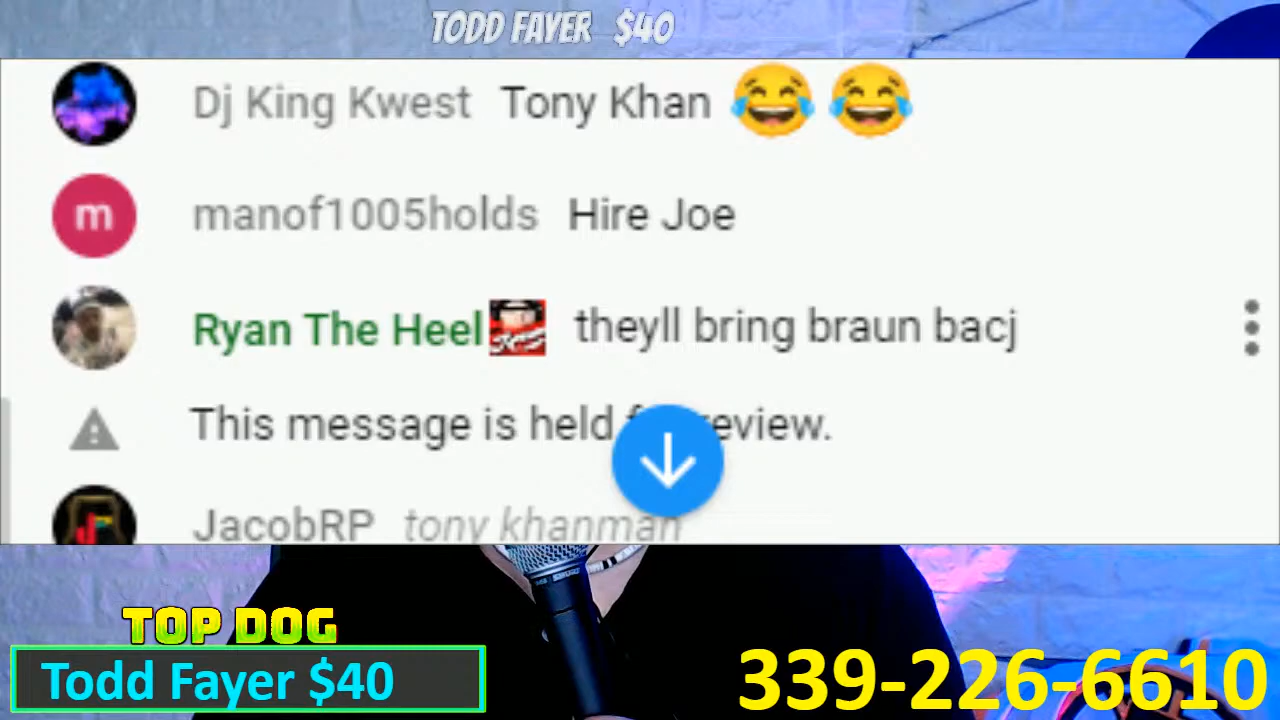 TODD FAYER $40
Dj King Kwest Tony Khan 😂 😂
m manof1005holds Hire Joe
Ryan The Heel theyll bring braun bacj
This message is held eview.
JacobRP tony khanman
TOP DOG
Todd Fayer $40
339-226-6610